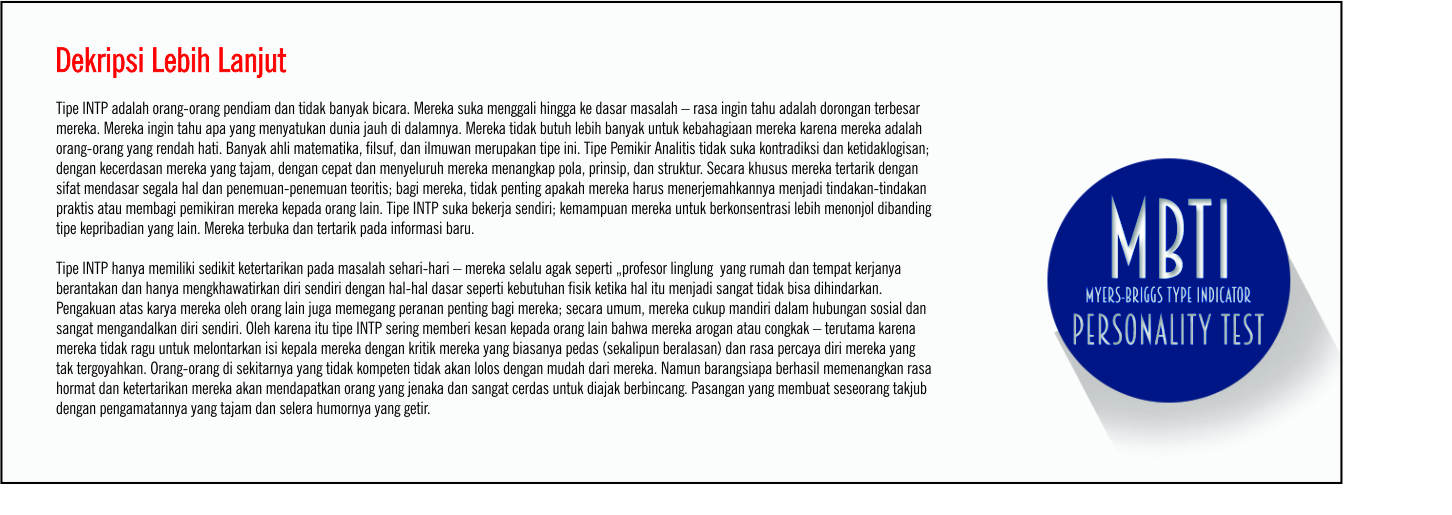 Dekripsi Lebih Lanjut
Tipe INTP adalah orang-orang pendiam dan tidak banyak bicara. Mereka suka menggali hingga ke dasar masalah – rasa ingin tahu adalah dorongan terbesar
mereka. Mereka ingin tahu apa yang menyatukan dunia jauh di dalamnya. Mereka tidak butuh lebih banyak untuk kebahagiaan mereka karena mereka adalah
orang-orang yang rendah hati. Banyak ahli matematika, filsuf, dan ilmuwan merupakan tipe ini. Tipe Pemikir Analitis tidak suka kontradiksi dan ketidaklogisan;
dengan kecerdasan mereka yang tajam, dengan cepat dan menyeluruh mereka menangkap pola, prinsip, dan struktur. Secara khusus mereka tertarik dengan
sifat mendasar segala hal dan penemuan-penemuan teoritis; bagi mereka, tidak penting apakah mereka harus menerjemahkannya menjadi tindakan-tindakan
praktis atau membagi pemikiran mereka kepada orang lain. Tipe INTP suka bekerja sendiri; kemampuan mereka untuk berkonsentrasi lebih menonjol dibanding
tipe kepribadian yang lain. Mereka terbuka dan tertarik pada informasi baru.
Tipe INTP hanya memiliki sedikit ketertarikan pada masalah sehari-hari – mereka selalu agak seperti „profesor linglung yang rumah dan tempat kerjanya
berantakan dan hanya mengkhawatirkan diri sendiri dengan hal-hal dasar seperti kebutuhan fisik ketika hal itu menjadi sangat tidak bisa dihindarkan.
Pengakuan atas karya mereka oleh orang lain juga memegang peranan penting bagi mereka; secara umum, mereka cukup mandiri dalam hubungan sosial dan
sangat mengandalkan diri sendiri. Oleh karena itu tipe INTP sering memberi kesan kepada orang lain bahwa mereka arogan atau congkak – terutama karena
mereka tidak ragu untuk melontarkan isi kepala mereka dengan kritik mereka yang biasanya pedas (sekalipun beralasan) dan rasa percaya diri mereka yang
tak tergoyahkan. Orang-orang di sekitarnya yang tidak kompeten tidak akan lolos dengan mudah dari mereka. Namun barangsiapa berhasil memenangkan rasa
hormat dan ketertarikan mereka akan mendapatkan orang yang jenaka dan sangat cerdas untuk diajak berbincang. Pasangan yang membuat seseorang takjub
dengan pengamatannya yang tajam dan selera humornya yang getir.
MBTI
MYERS-BRIGGS TYPE INDICATOR
PERSONALITY TEST